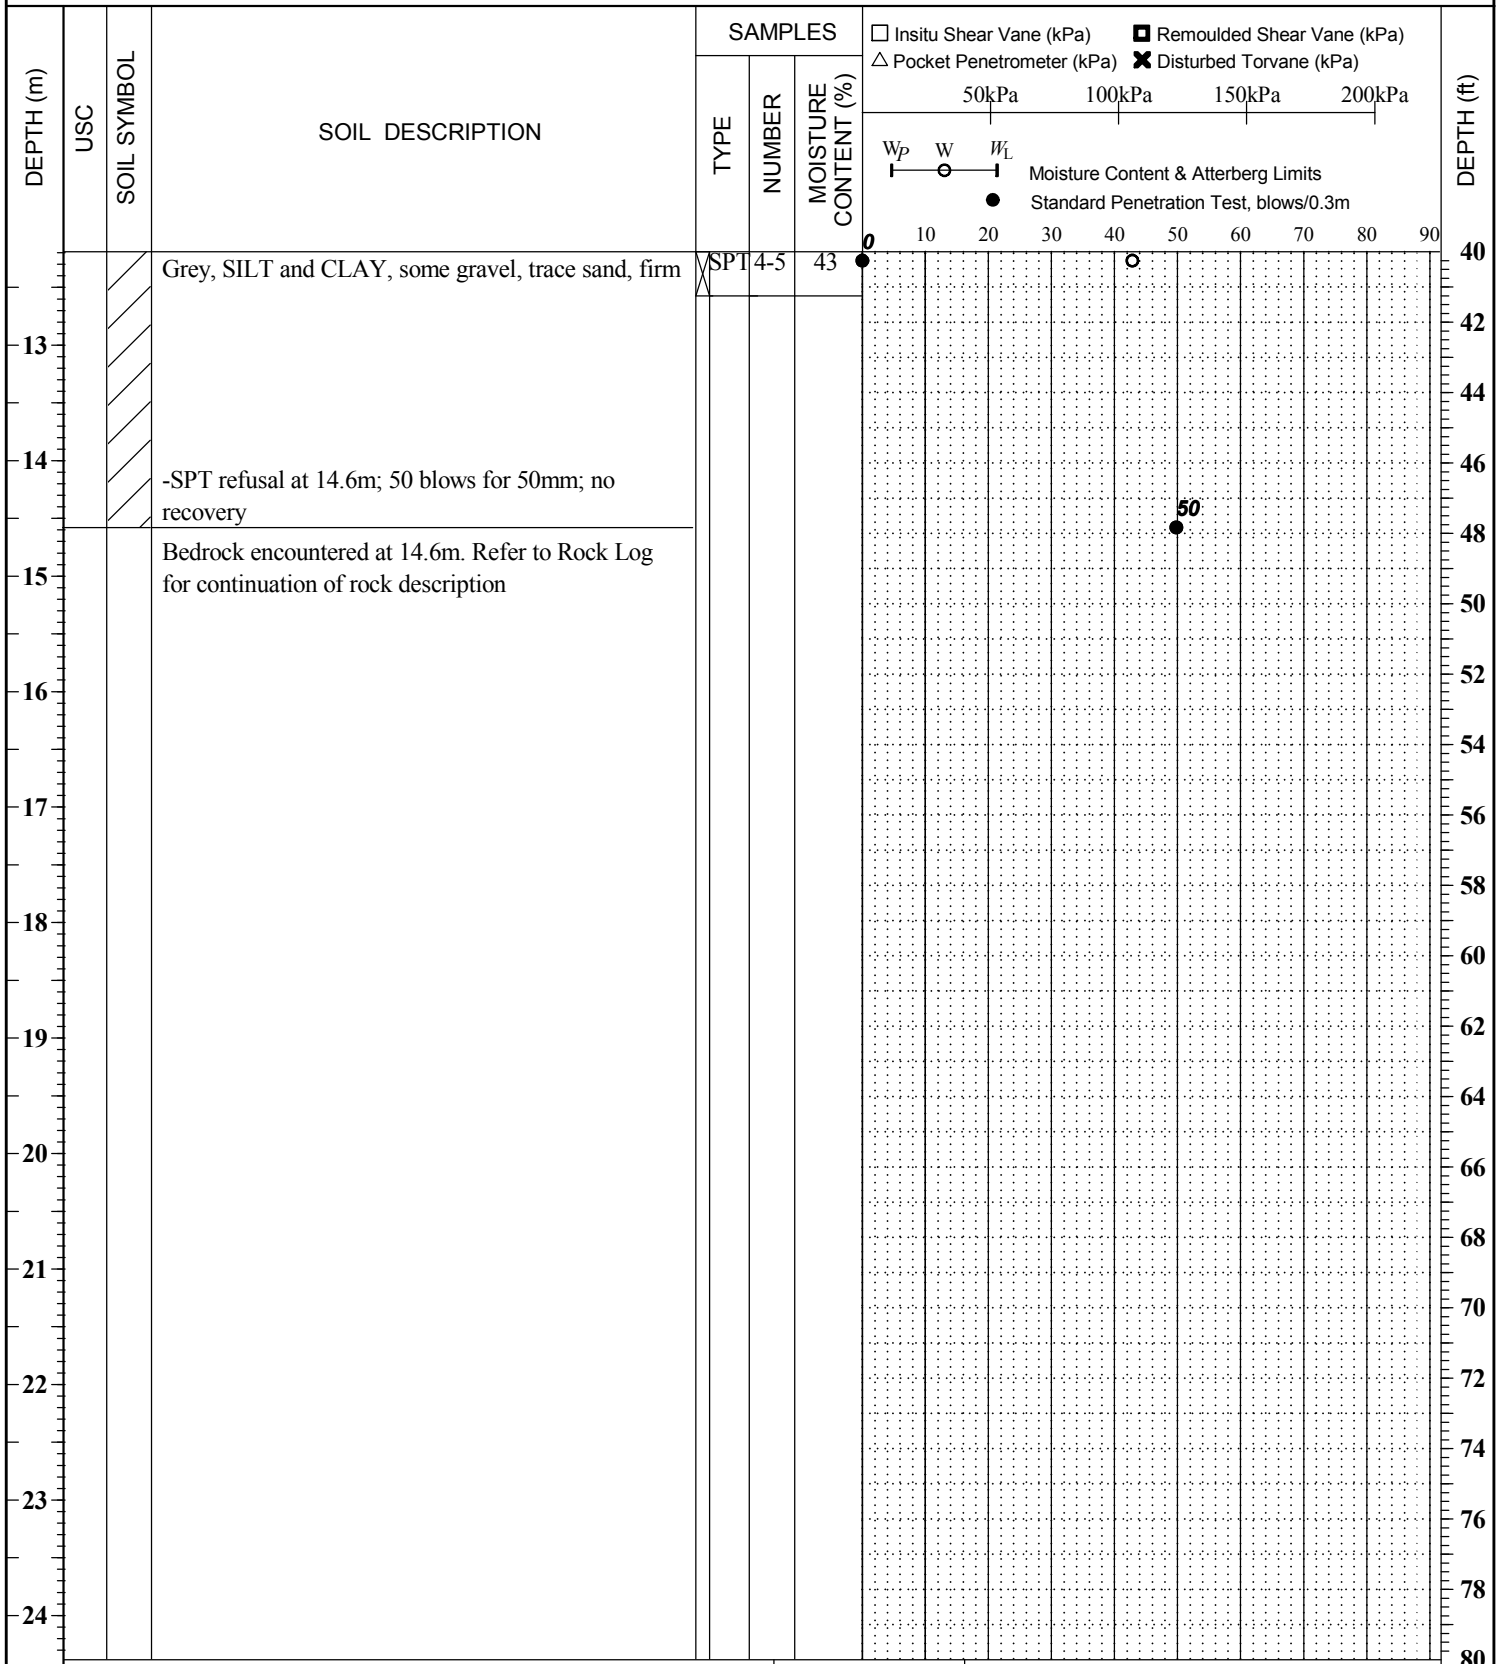 DEPTH (m)
USC
SOIL SYMBOL
SOIL DESCRIPTION
SAMPLES
TYPE
NUMBER
MOISTURE
CONTENT (%)
Insitu Shear Vane (kPa)
Remoulded Shear Vane (kPa)
Pocket Penetrometer (kPa)
Disturbed Torvane (kPa)
50kPa 100kPa 150kPa 200kPa
WP W WL
Moisture Content & Atterberg Limits
Standard Penetration Test, blows/0.3m
10 20 30 40 50 60 70 80 90
DEPTH (ft)
Grey, SILT and CLAY, some gravel, trace sand, firm
SPT 4-5 43
0
-SPT refusal at 14.6m; 50 blows for 50mm; no
recovery
50
Bedrock encountered at 14.6m. Refer to Rock Log
for continuation of rock description
13
14
15
16
17
18
19
20
21
22
23
24
40
42
44
46
48
50
52
54
56
58
60
62
64
66
68
70
72
74
76
78
80